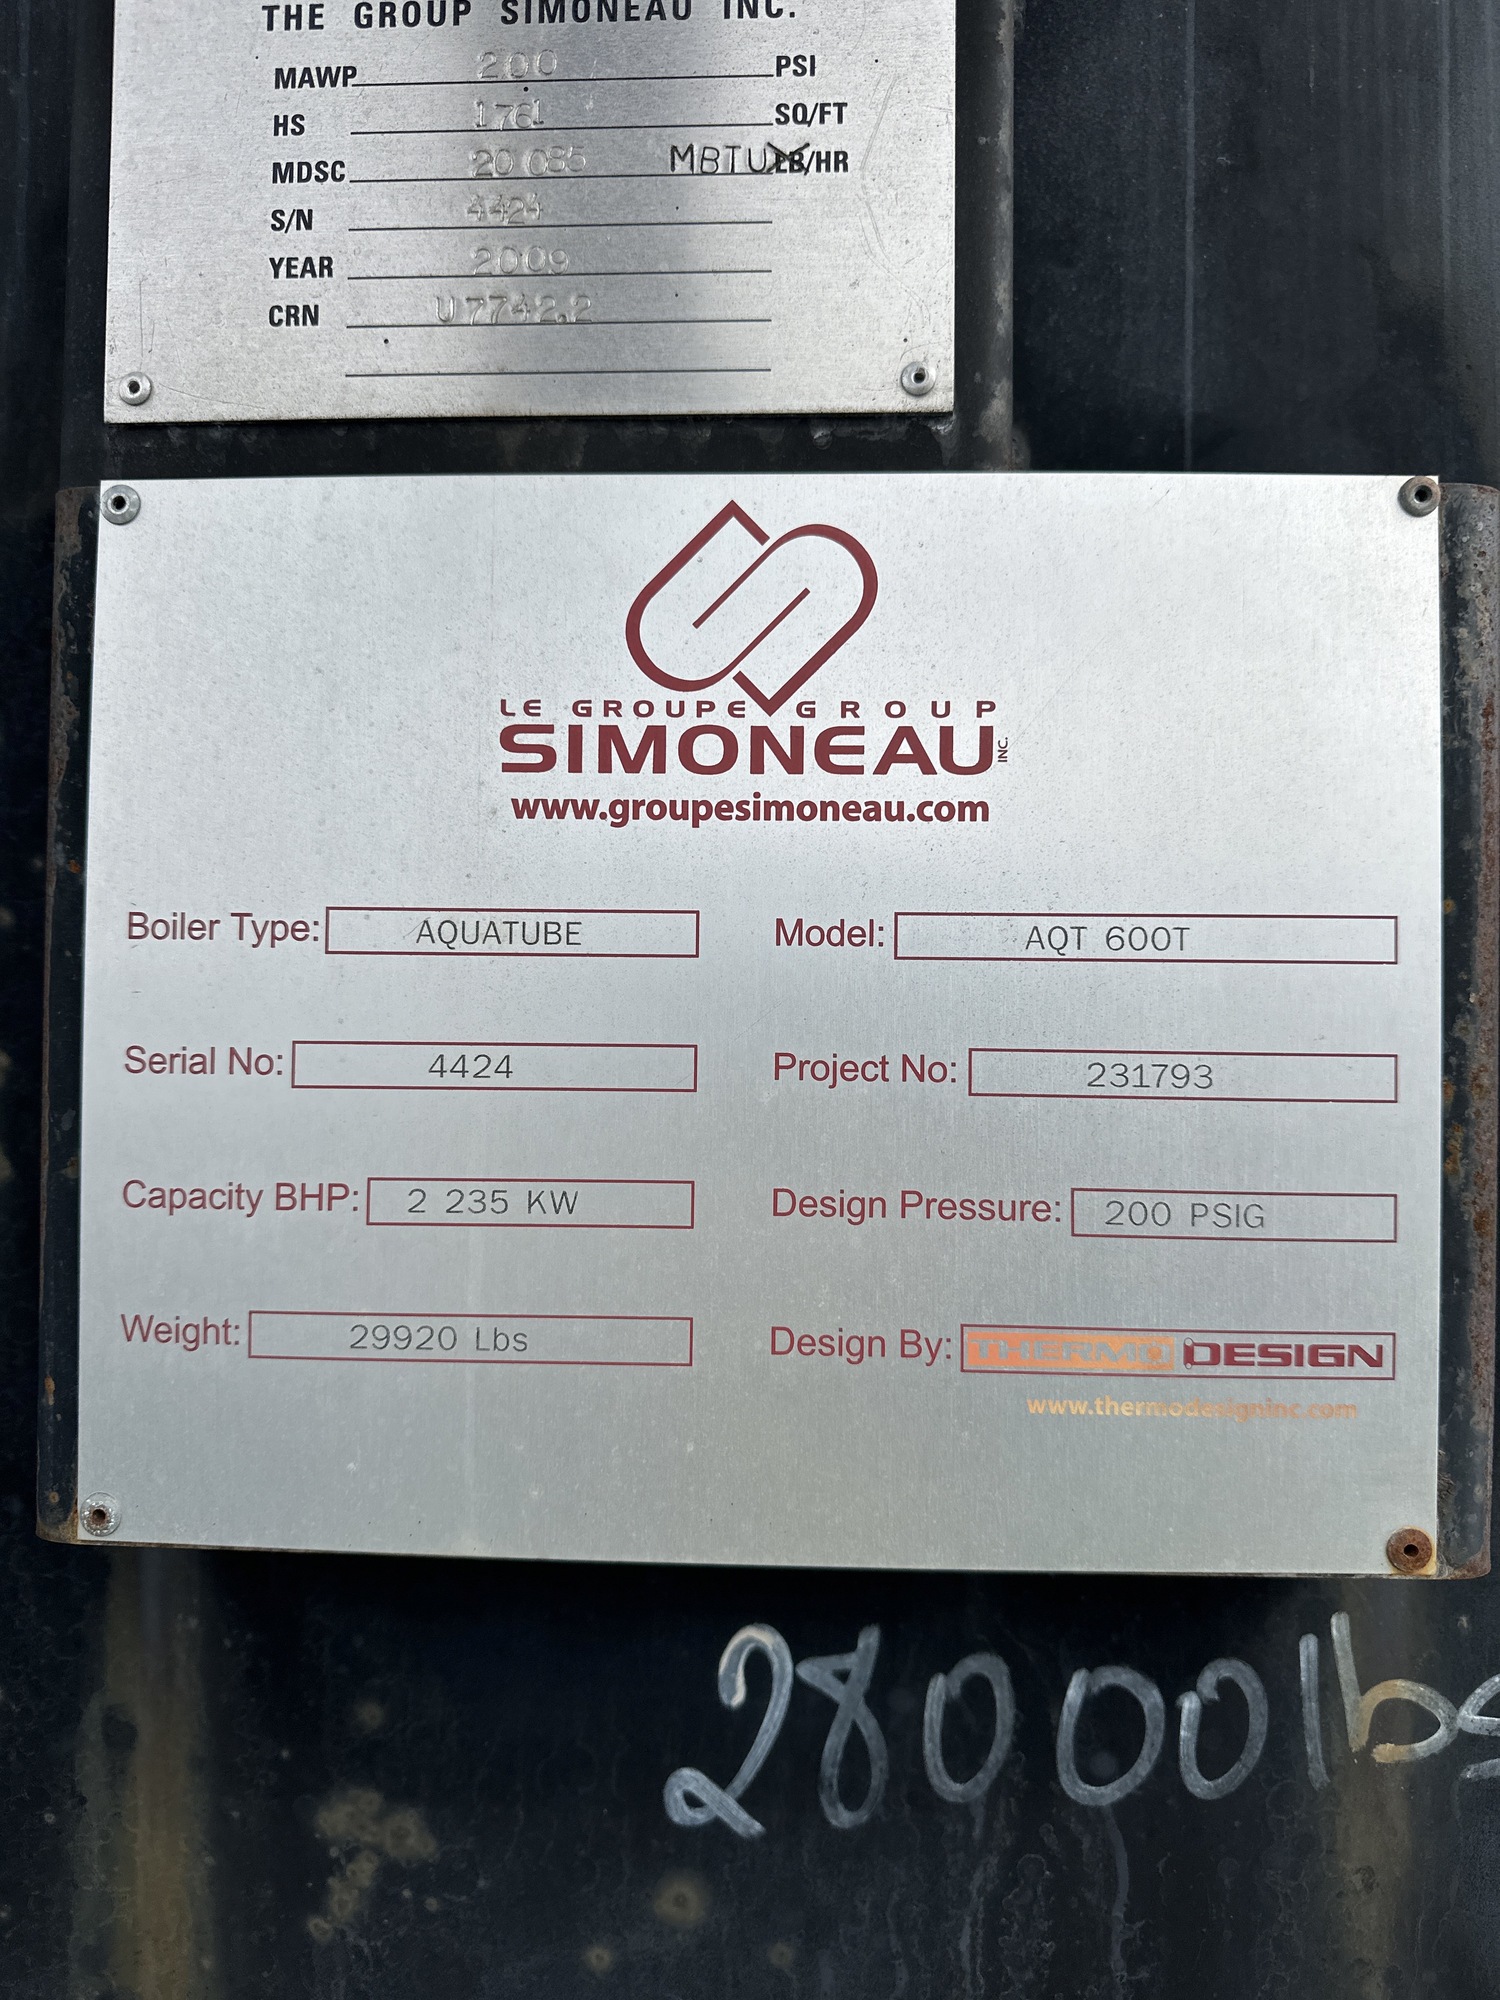 THE GROUP SIMONEAU INC.
MAWP 200 PSI
HS 1761 SQ/FT
MDSC 20 085 MBTU LB/HR
S/N 4424
YEAR 2009
CRN U7742.2
LE GROUPE GROUP
SIMONEAU INC.
www.groupesimoneau.com
Boiler Type: AQUATUBE Model: AQT 600T
Serial No: 4424 Project No: 231793
Capacity BHP: 2 235 KW Design Pressure: 200 PSIG
Weight: 29920 Lbs Design By: THERMO DESIGN
www.thermodesigninc.com
28000 lbs